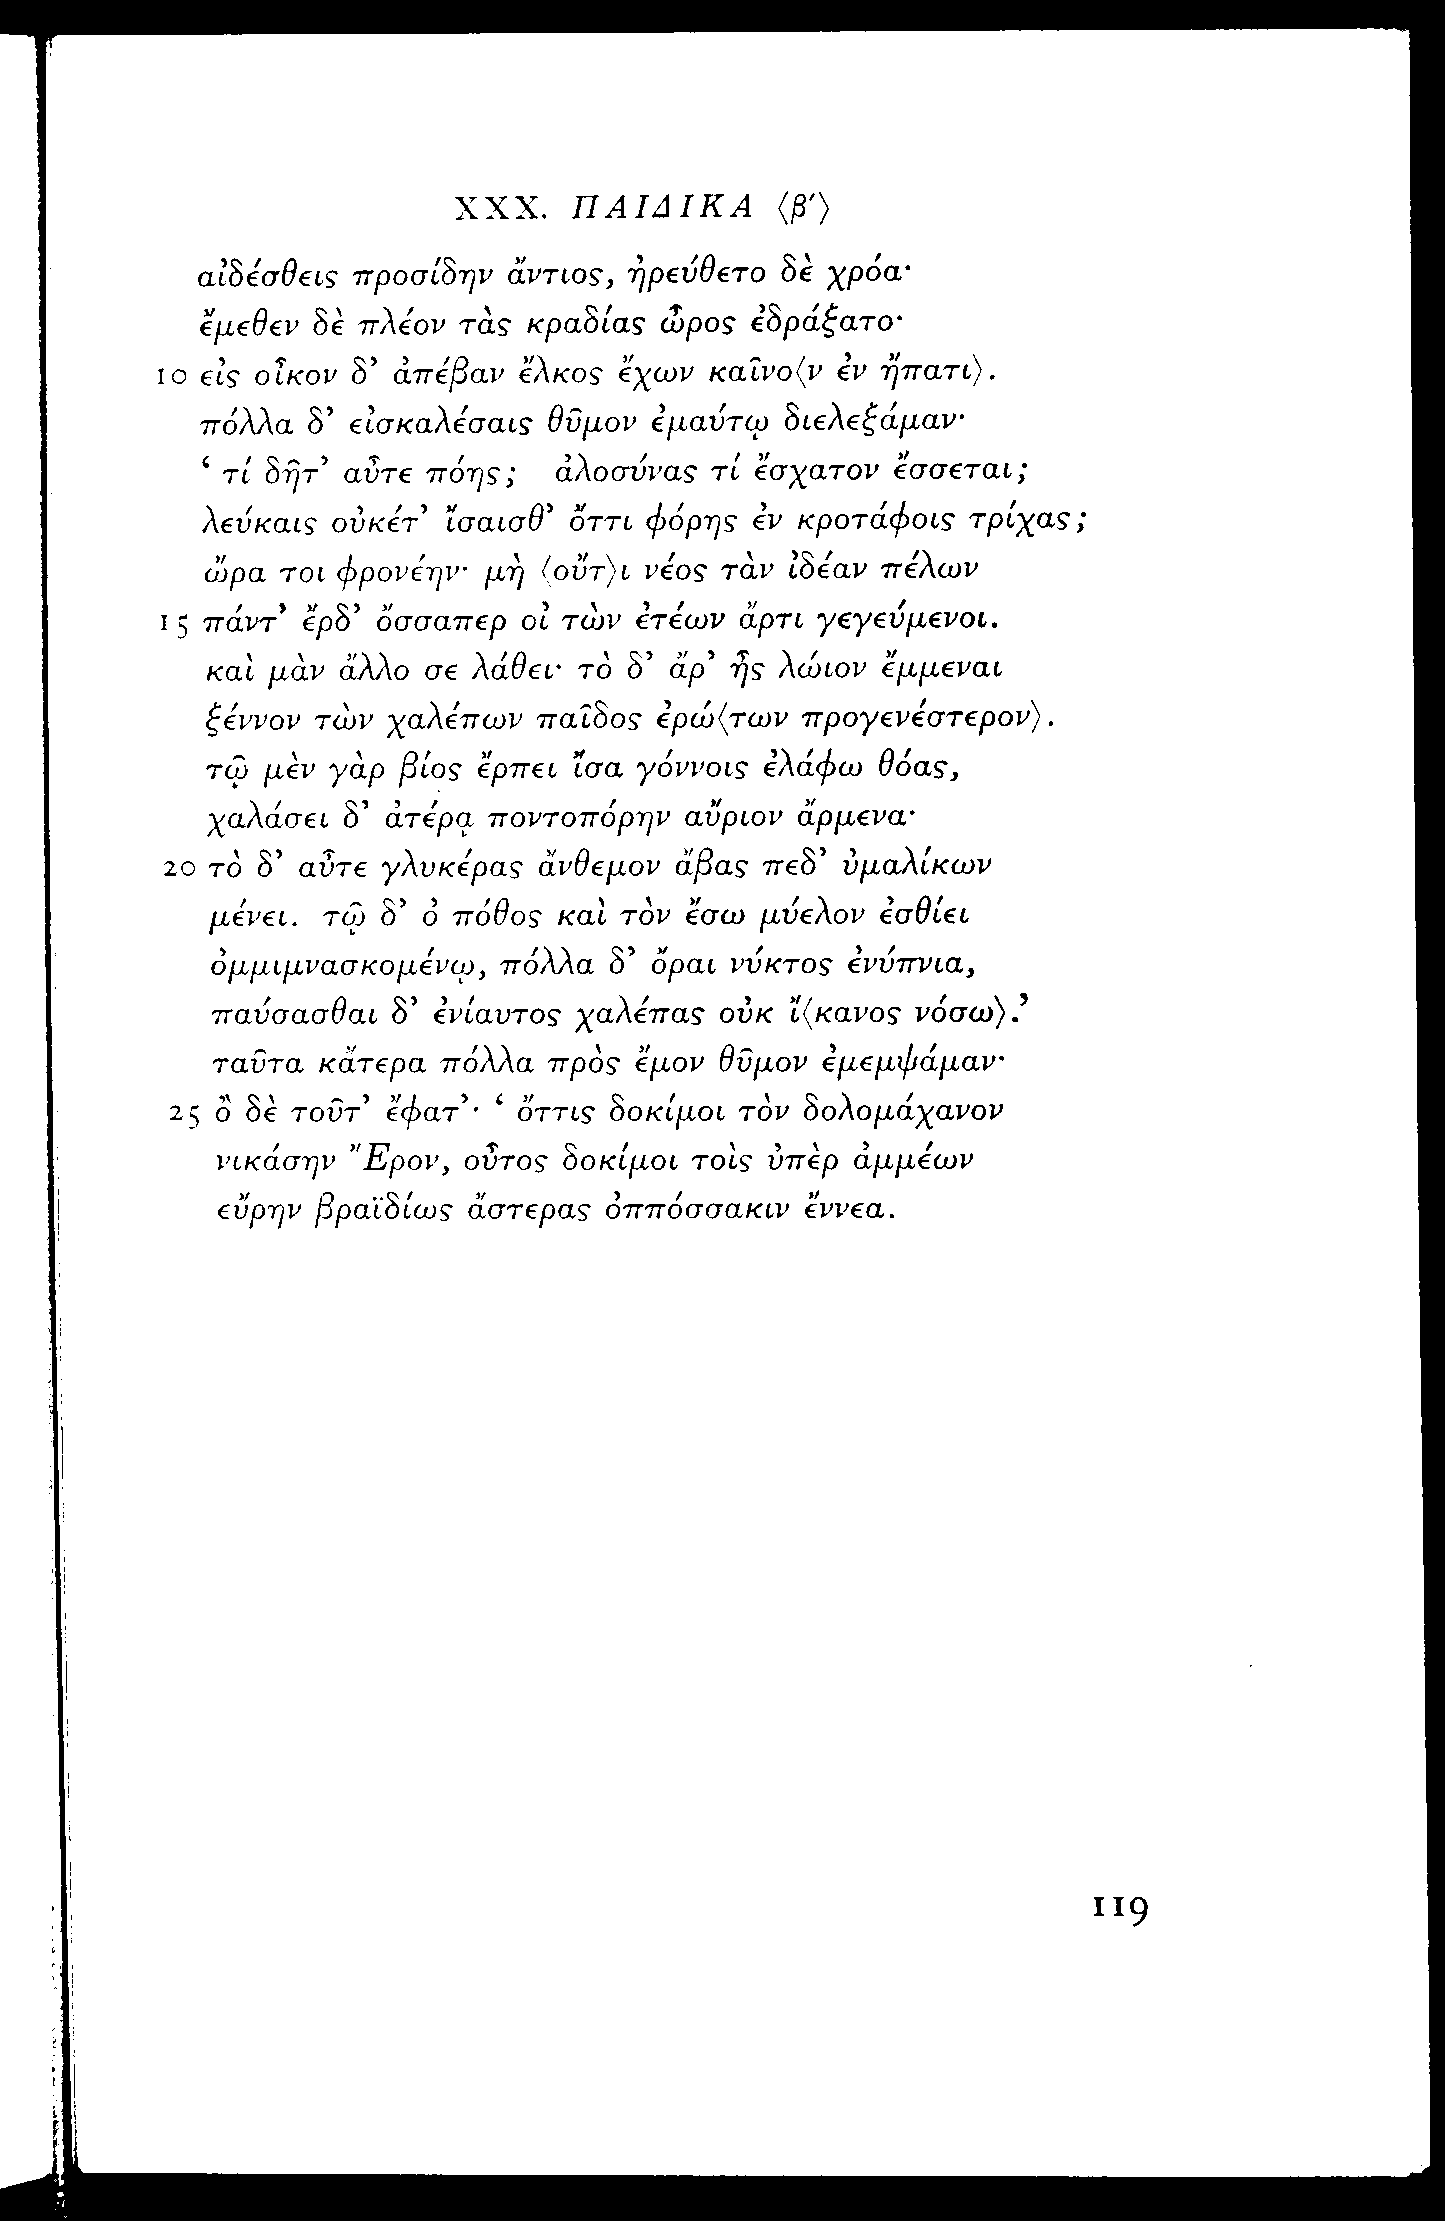 XXX. ΠΑΙΔΙΚΑ ⟨β′⟩
αἰδέσθεις προσίδην ἄντιος, ἠρεύθετο δὲ χρόα·
ἔμεθεν δὲ πλέον τὰς κραδίας ὦρος ἐδράξατο·
10 εἰς οἶκον δ’ ἀπέβαν ἔλκος ἔχων καῖνο⟨ν ἐν ἤπατι⟩.
πόλλα δ’ εἰσκαλέσαις θῦμον ἐμαύτῳ διελεξάμαν·
‘ τί δῆτ’ αὖτε πόης; ἀλοσύνας τί ἔσχατον ἔσσεται;
λεύκαις οὐκέτ’ ἴσαισθ’ ὄττι φόρης ἐν κροτάφοις τρίχας;
ὤρα τοι φρονέην· μὴ ⟨οὔτ⟩ι νέος τὰν ἰδέαν πέλων
15 πάντ’ ἔρδ’ ὄσσαπερ οἰ τὼν ἐτέων ἄρτι γεγεύμενοι.
καὶ μὰν ἄλλο σε λάθει· τὸ δ’ ἄρ’ ἦς λώιον ἔμμεναι
ξέννον τὼν χαλέπων παῖδος ἐρώ⟨των προγενέστερον⟩.
τῷ μὲν γὰρ βίος ἔρπει ἴσα γόννοις ἐλάφω θόας,
χαλάσει δ’ ἀτέρᾳ ποντοπόρην αὔριον ἄρμενα·
20 τὸ δ’ αὖτε γλυκέρας ἄνθεμον ἄβας πεδ’ ὐμαλίκων
μένει. τῷ δ’ ὀ πόθος καὶ τὸν ἔσω μύελον ἐσθίει
ὀμμιμνασκομένῳ, πόλλα δ’ ὄραι νύκτος ἐνύπνια,
παύσασθαι δ’ ἐνίαυτος χαλέπας οὐκ ἴ⟨κανος νόσω⟩.’
ταῦτα κἄτερα πόλλα πρὸς ἔμον θῦμον ἐμεμψάμαν·
25 ὂ δὲ τοῦτ’ ἔφατ’· ‘ ὄττις δοκίμοι τὸν δολομάχανον
νικάσην Ἔρον, οὖτος δοκίμοι τοὶς ὐπὲρ ἀμμέων
εὔρην βραϊδίως ἄστερας ὀππόσσακιν ἔννεα.
119